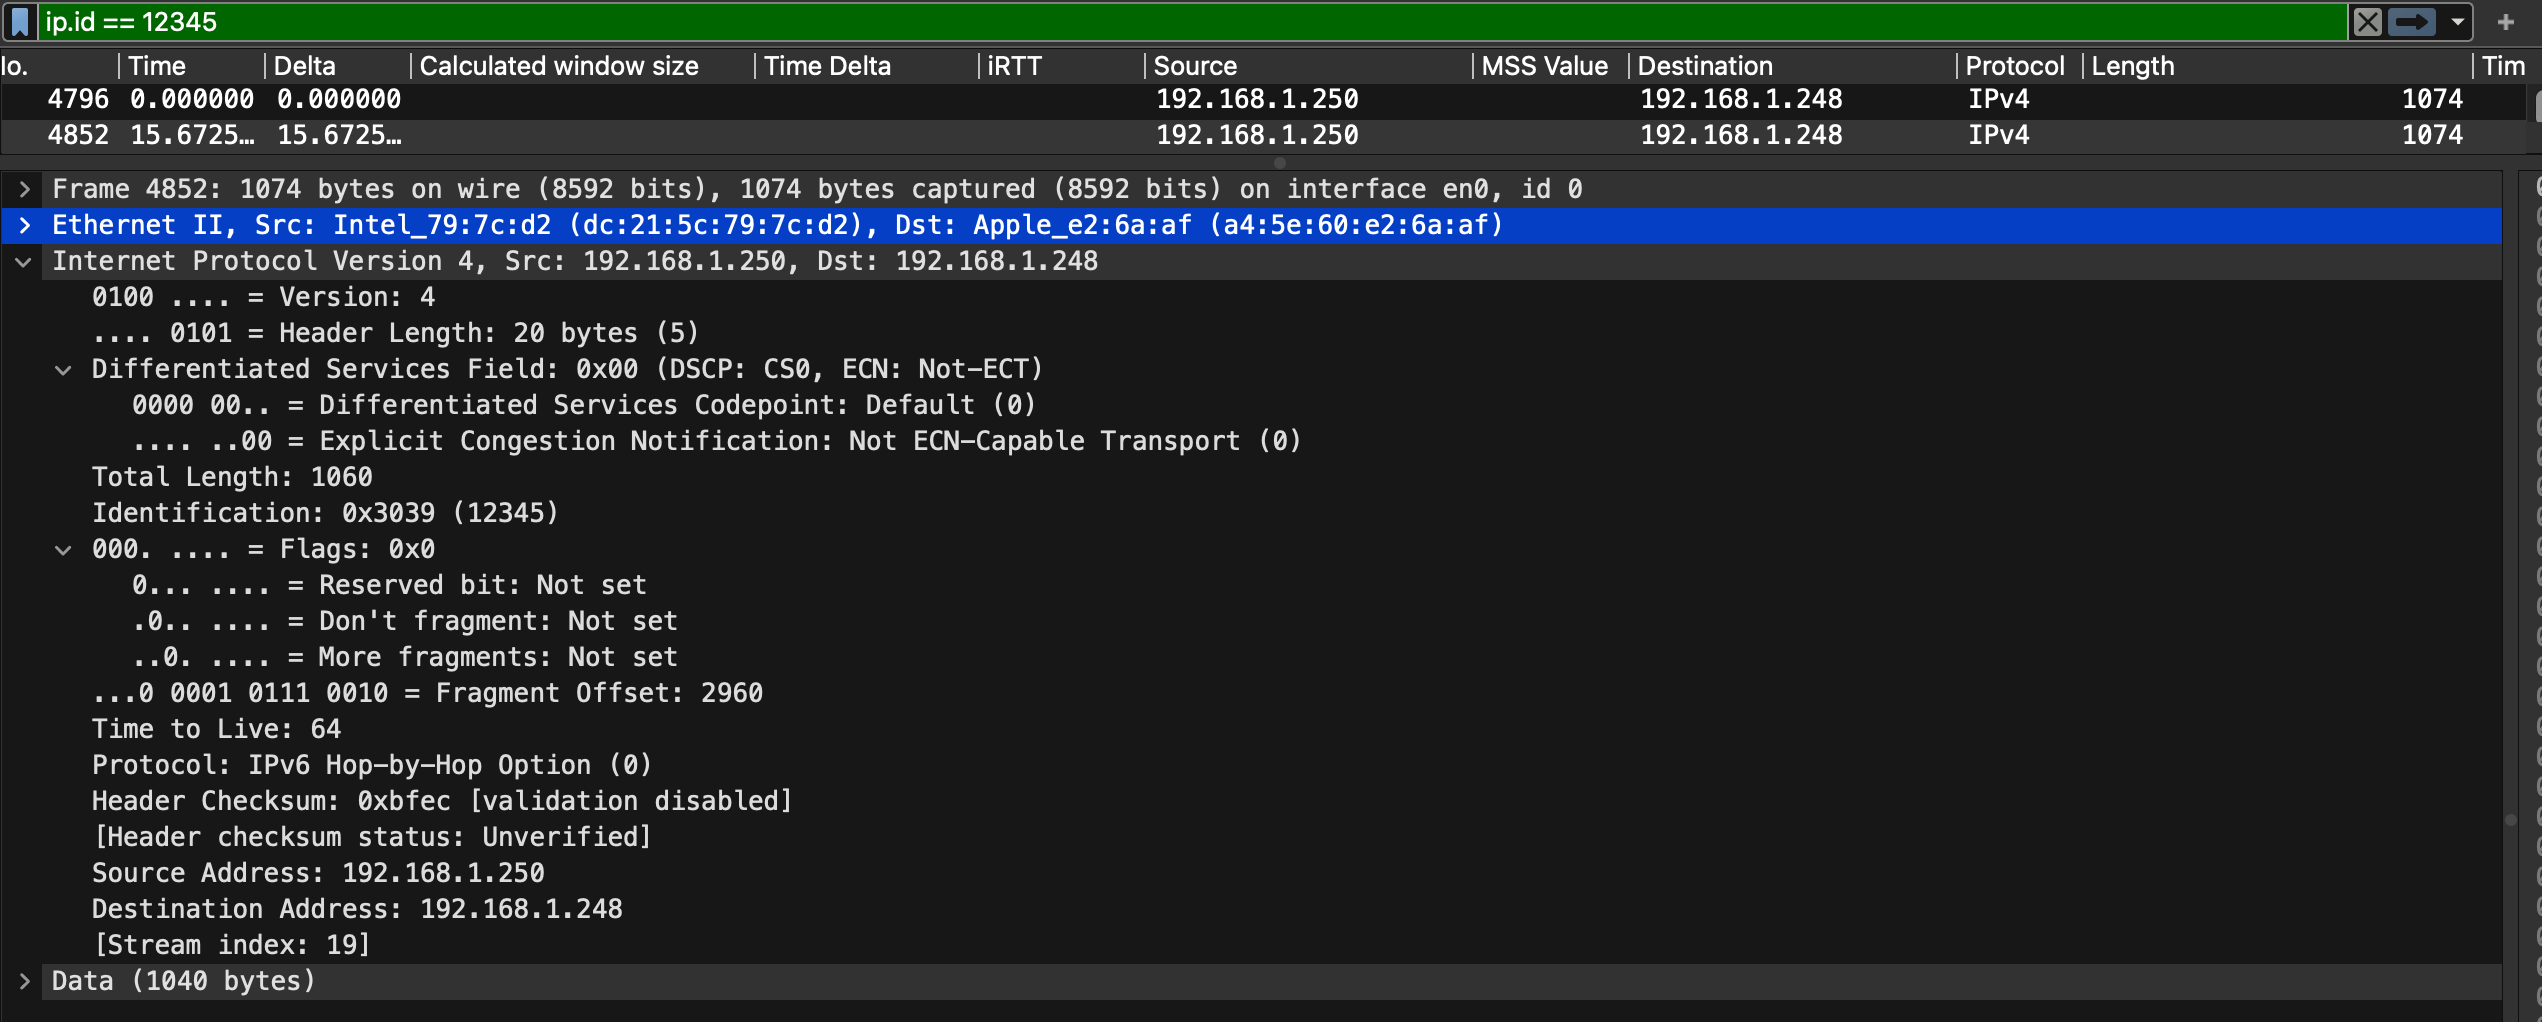 ip.id == 12345
lo. Time Delta Calculated window size Time Delta iRTT Source MSS Value Destination Protocol Length Tim
4796 0.000000 0.000000 192.168.1.250 192.168.1.248 IPv4 1074
4852 15.6725… 15.6725… 192.168.1.250 192.168.1.248 IPv4 1074
Frame 4852: 1074 bytes on wire (8592 bits), 1074 bytes captured (8592 bits) on interface en0, id 0
Ethernet II, Src: Intel_79:7c:d2 (dc:21:5c:79:7c:d2), Dst: Apple_e2:6a:af (a4:5e:60:e2:6a:af)
Internet Protocol Version 4, Src: 192.168.1.250, Dst: 192.168.1.248
0100 .... = Version: 4
.... 0101 = Header Length: 20 bytes (5)
Differentiated Services Field: 0x00 (DSCP: CS0, ECN: Not-ECT)
0000 00.. = Differentiated Services Codepoint: Default (0)
.... ..00 = Explicit Congestion Notification: Not ECN-Capable Transport (0)
Total Length: 1060
Identification: 0x3039 (12345)
000. .... = Flags: 0x0
0... .... = Reserved bit: Not set
.0.. .... = Don't fragment: Not set
..0. .... = More fragments: Not set
...0 0001 0111 0010 = Fragment Offset: 2960
Time to Live: 64
Protocol: IPv6 Hop-by-Hop Option (0)
Header Checksum: 0xbfec [validation disabled]
[Header checksum status: Unverified]
Source Address: 192.168.1.250
Destination Address: 192.168.1.248
[Stream index: 19]
Data (1040 bytes)